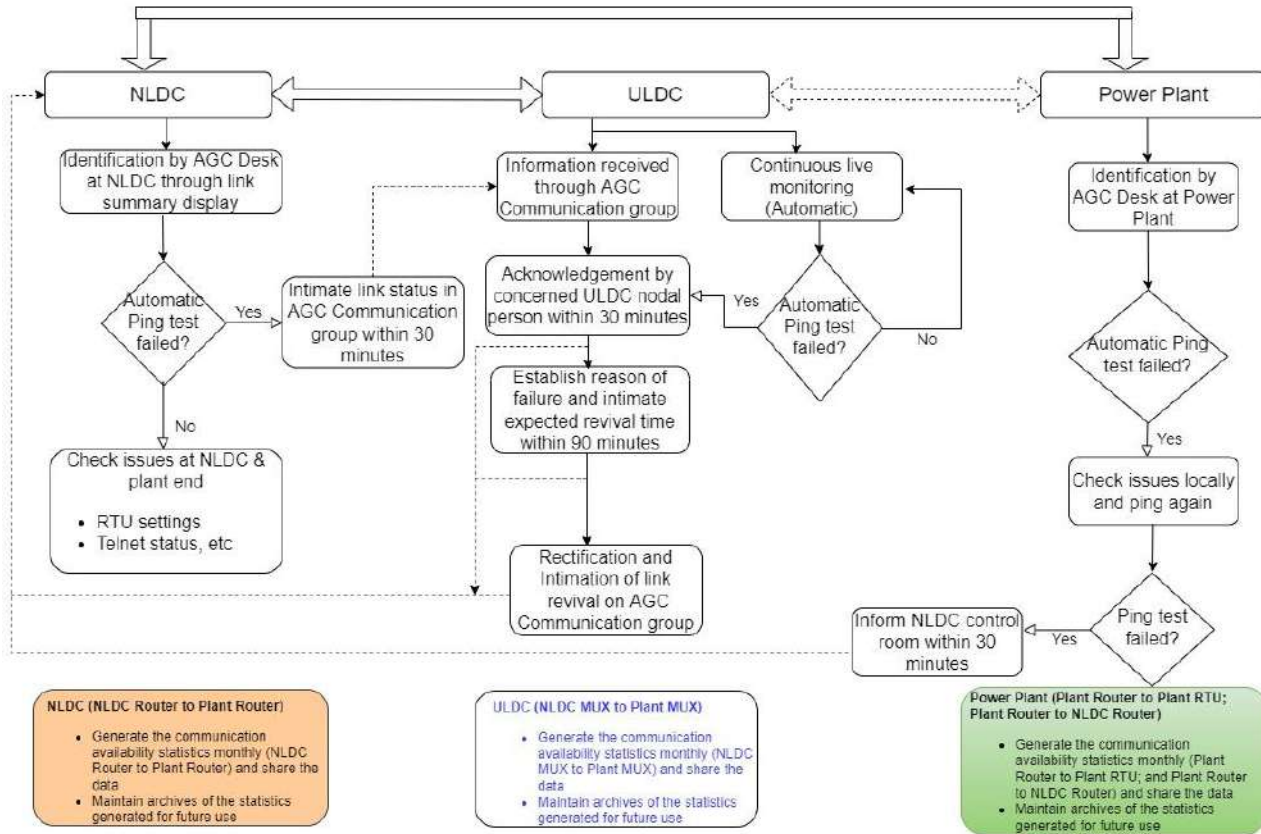 NLDC
ULDC
Power Plant
Identification by AGC Desk
at NLDC through link
summary display
Information received
through AGC
Communication group
Continuous live
monitoring
(Automatic)
Identification by
AGC Desk at Power
Plant
Automatic
Ping test
failed?
Yes
Intimate link status in
AGC Communication
group within 30
minutes
Acknowledgement by
concerned ULDC nodal
person within 30 minutes
Yes
Automatic
Ping test
failed?
No
Automatic Ping
test failed?
No
Establish reason of
failure and intimate
expected revival time
within 90 minutes
Yes
Check issues at NLDC &
plant end
• RTU settings
• Telnet status, etc
Check issues locally
and ping again
Rectification and
Intimation of link
revival on AGC
Communication group
Inform NLDC control
room within 30
minutes
Yes
Ping test
failed?
NLDC (NLDC Router to Plant Router)
• Generate the communication
availability statistics monthly (NLDC
Router to Plant Router) and share the
data
• Maintain archives of the statistics
generated for future use
ULDC (NLDC MUX to Plant MUX)
• Generate the communication
availability statistics monthly (NLDC
MUX to Plant MUX) and share the
data
• Maintain archives of the statistics
generated for future use
Power Plant (Plant Router to Plant RTU;
Plant Router to NLDC Router)
• Generate the communication
availability statistics monthly (Plant
Router to Plant RTU; and Plant Router
to NLDC Router) and share the data
• Maintain archives of the statistics
generated for future use